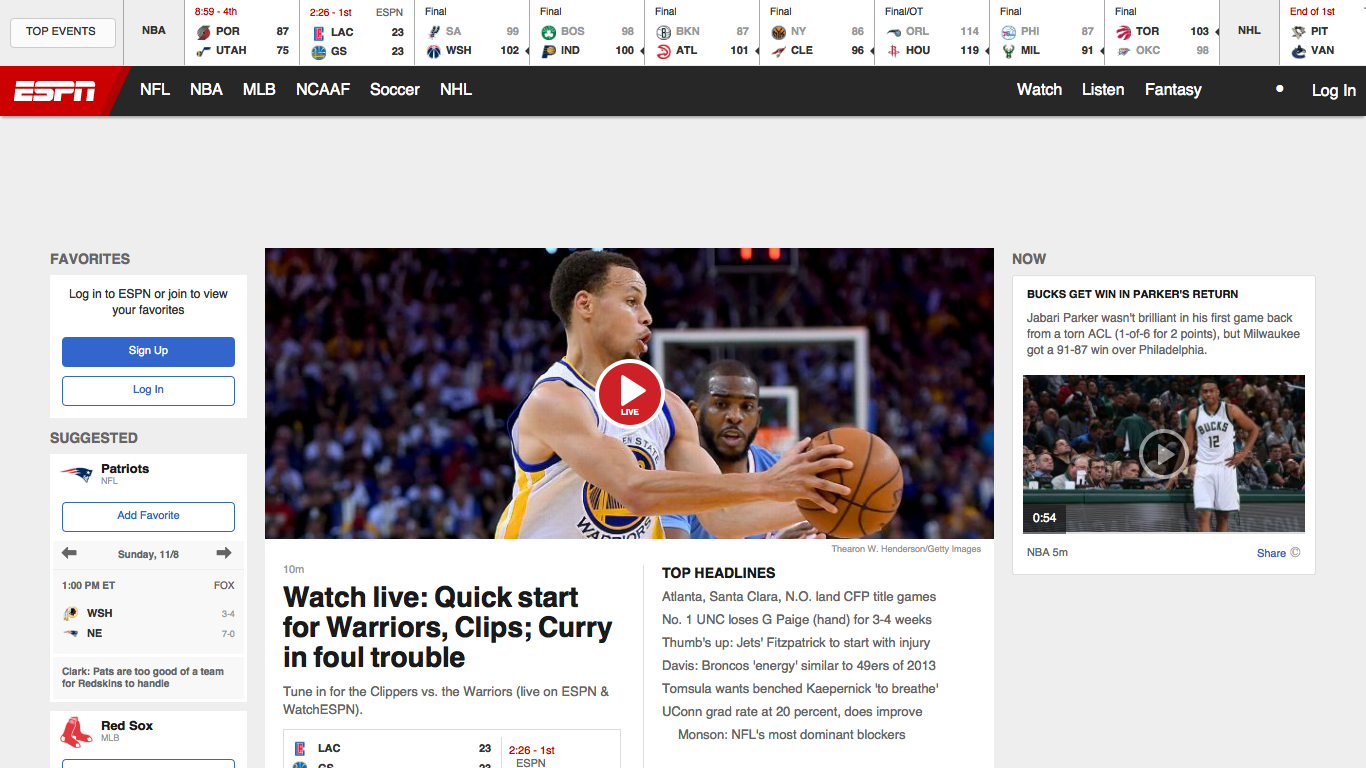 TOP EVENTS
NBA
8:59 - 4th
POR 87
UTAH 75
2:26 - 1st ESPN
LAC 23
GS 23
Final
SA 99
WSH 102
Final
BOS 98
IND 100
Final
BKN 87
ATL 101
Final
NY 86
CLE 96
Final/OT
ORL 114
HOU 119
Final
PHI 87
MIL 91
Final
TOR 103
OKC 98
NHL
End of 1st
PIT
VAN
ESPN
NFL NBA MLB NCAAF Soccer NHL
Watch Listen Fantasy
Log In
FAVORITES
Log in to ESPN or join to view
your favorites
Sign Up
Log In
SUGGESTED
Patriots
NFL
Add Favorite
Sunday, 11/8
1:00 PM ET FOX
WSH 3-4
NE 7-0
Clark: Pats are too good of a team
for Redskins to handle
Red Sox
MLB
LIVE
GOLDEN STATE
WARRIORS
Thearon W. Henderson/Getty Images
10m
Watch live: Quick start
for Warriors, Clips; Curry
in foul trouble
Tune in for the Clippers vs. the Warriors (live on ESPN &
WatchESPN).
LAC 23
GS 23
2:26 - 1st
ESPN
TOP HEADLINES
Atlanta, Santa Clara, N.O. land CFP title games
No. 1 UNC loses G Paige (hand) for 3-4 weeks
Thumb's up: Jets' Fitzpatrick to start with injury
Davis: Broncos 'energy' similar to 49ers of 2013
Tomsula wants benched Kaepernick 'to breathe'
UConn grad rate at 20 percent, does improve
Monson: NFL's most dominant blockers
NOW
BUCKS GET WIN IN PARKER'S RETURN
Jabari Parker wasn't brilliant in his first game back
from a torn ACL (1-of-6 for 2 points), but Milwaukee
got a 91-87 win over Philadelphia.
BUCKS
12
0:54
NBA 5m
Share ©